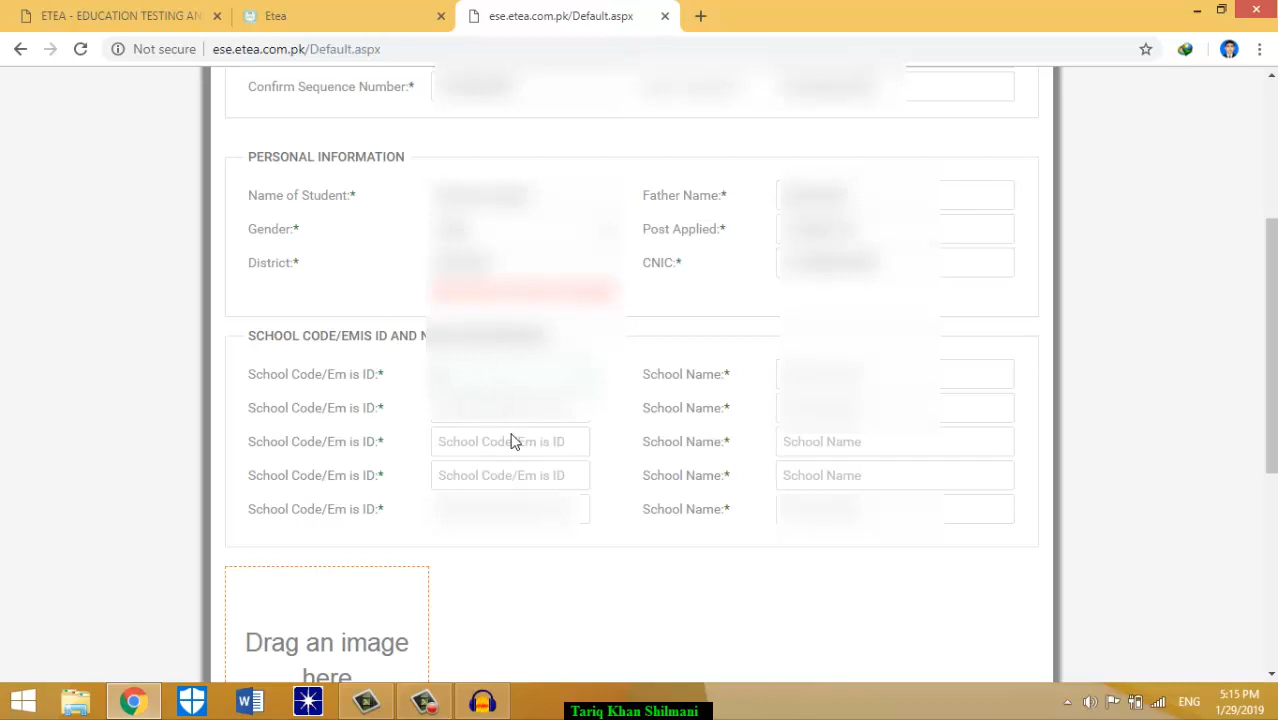 ETEA - EDUCATION TESTING AN
Etea
ese.etea.com.pk/Default.aspx
Not secure
ese.etea.com.pk/Default.aspx
Confirm Sequence Number:*
PERSONAL INFORMATION
Name of Student:*
Father Name:*
Gender:*
Post Applied:*
District:*
CNIC:*
SCHOOL CODE/EMIS ID AND
School Code/Em is ID:*
School Name:*
School Code/Em is ID:*
School Name:*
School Code/Em is ID:*
School Code/Em is ID
School Name:*
School Name
School Code/Em is ID:*
School Code/Em is ID
School Name:*
School Name
School Code/Em is ID:*
School Name:*
Drag an image
here
ENG
5:15 PM
1/29/2019
Tariq Khan Shilmani